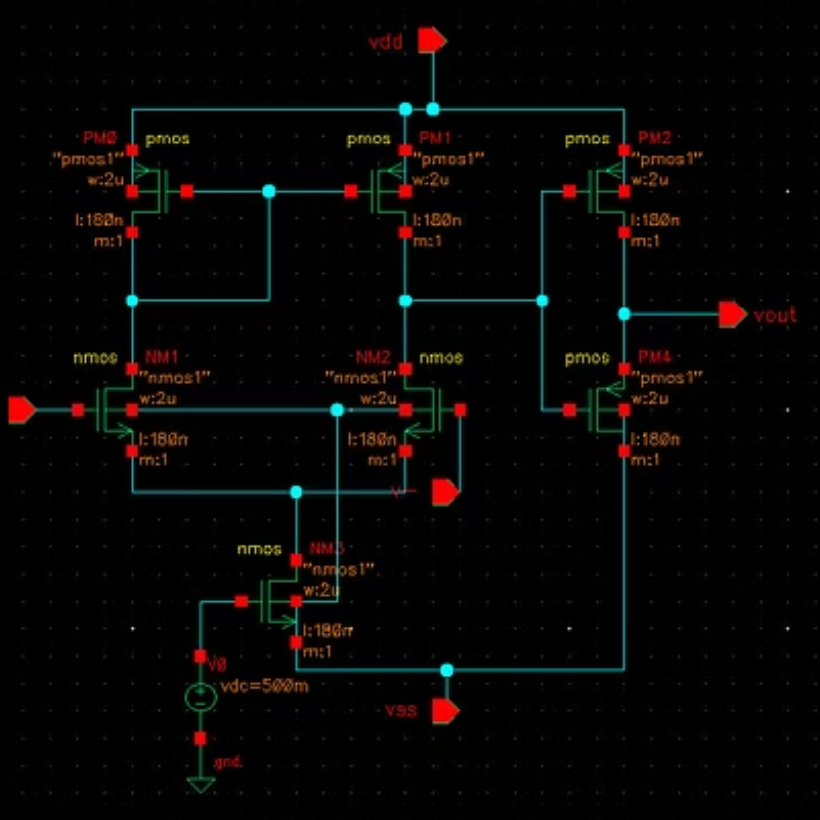 vdd
PM0 pmos
"pmos1"
w:2u
l:180n
m:1
pmos PM1
"pmos1"
w:2u
l:180n
m:1
pmos PM2
"pmos1"
w:2u
l:180n
m:1
vout
nmos NM1
"nmos1"
w:2u
l:180n
m:1
NM2 nmos
"nmos1"
w:2u
l:180n
m:1
pmos PM4
"pmos1"
w:2u
l:180n
m:1
nmos NM3
"nmos1"
w:2u
l:180n
m:1
V0
vdc=500m
vss
gnd